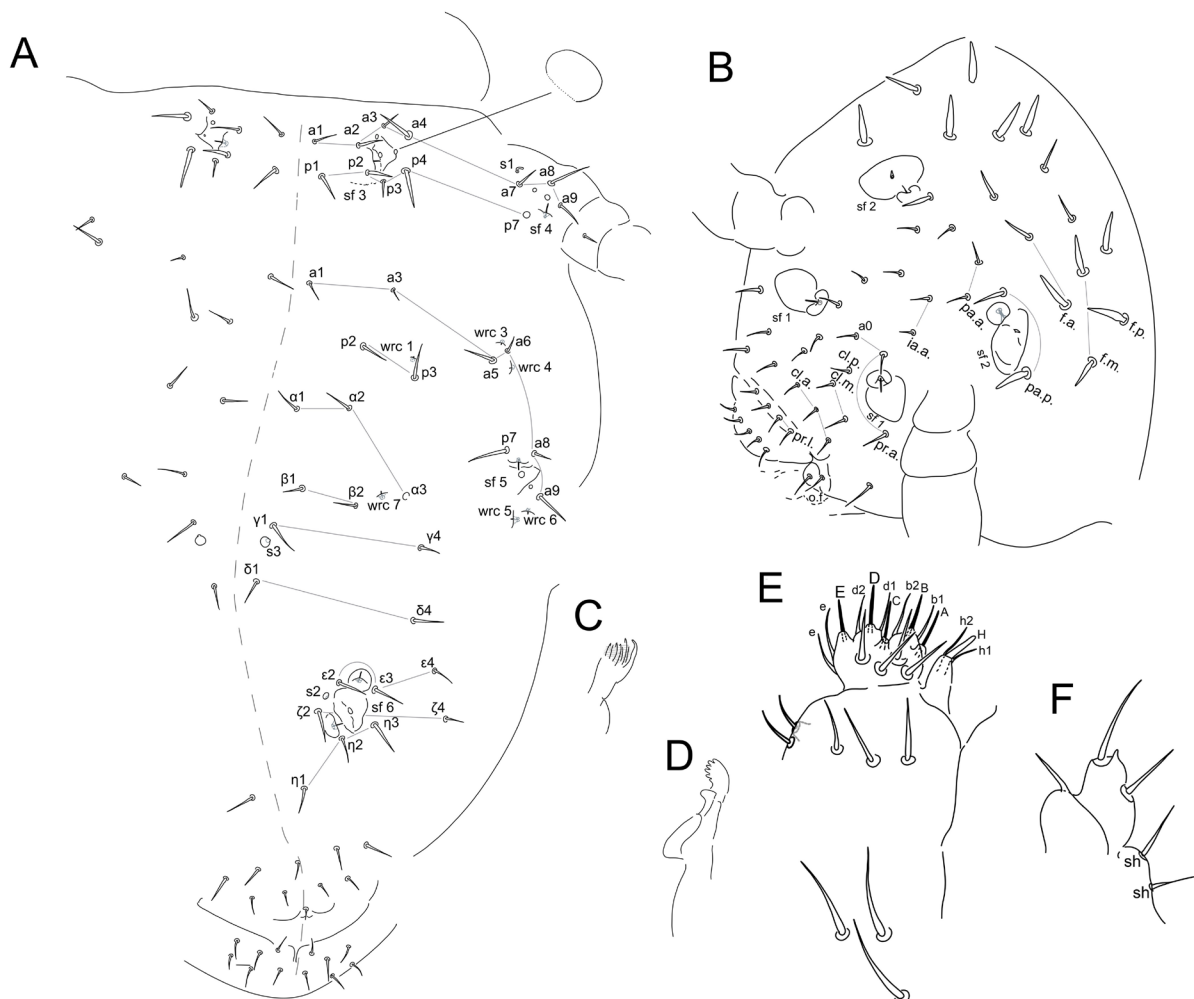 A
a1 a2 a3 a4
p1 p2 p3 p4
sf 3
s1 a7 a8 a9
p7 sf 4
a1 a3
wrc 3 a6
p2 wrc 1 a5 wrc 4
p3
α1 α2
p7 a8
sf 5
β1 β2 wrc 7 α3 a9
wrc 5 wrc 6
γ1 γ4
s3
δ1
δ4
ε2 ε3 ε4
s2 sf 6
ζ2 ζ4
η3
η2
η1
B
sf 2
sf 1
a0 ia.a. pa.a. f.a. f.p.
cl.p. sf 2
cl.a. cl.m. pa.p. f.m.
sf 1
pr.l. pr.a.
o.f.
C
D
E
e e E d2 D d1 C b2 B b1 A
h2 H h1
F
sh
sh